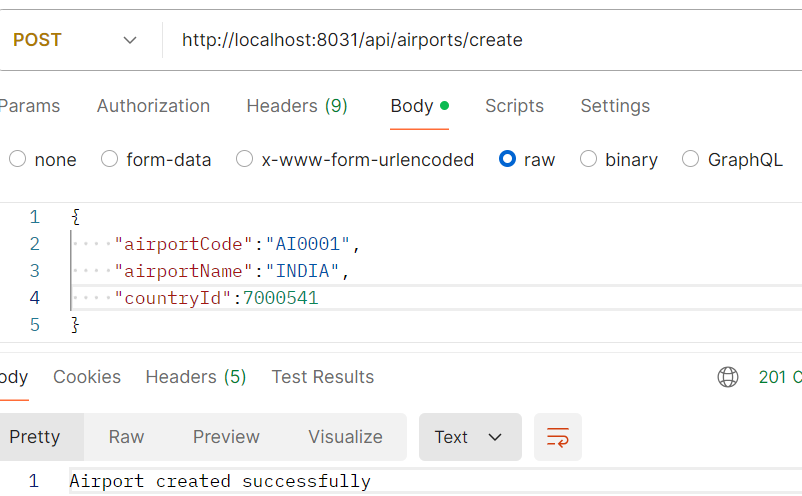 POST http://localhost:8031/api/airports/create
Params Authorization Headers (9) Body Scripts Settings
none form-data x-www-form-urlencoded raw binary GraphQL
1 {
2 "airportCode":"AI0001",
3 "airportName":"INDIA",
4 "countryId":7000541
5 }
ody Cookies Headers (5) Test Results 201 C
Pretty Raw Preview Visualize Text
1 Airport created successfully